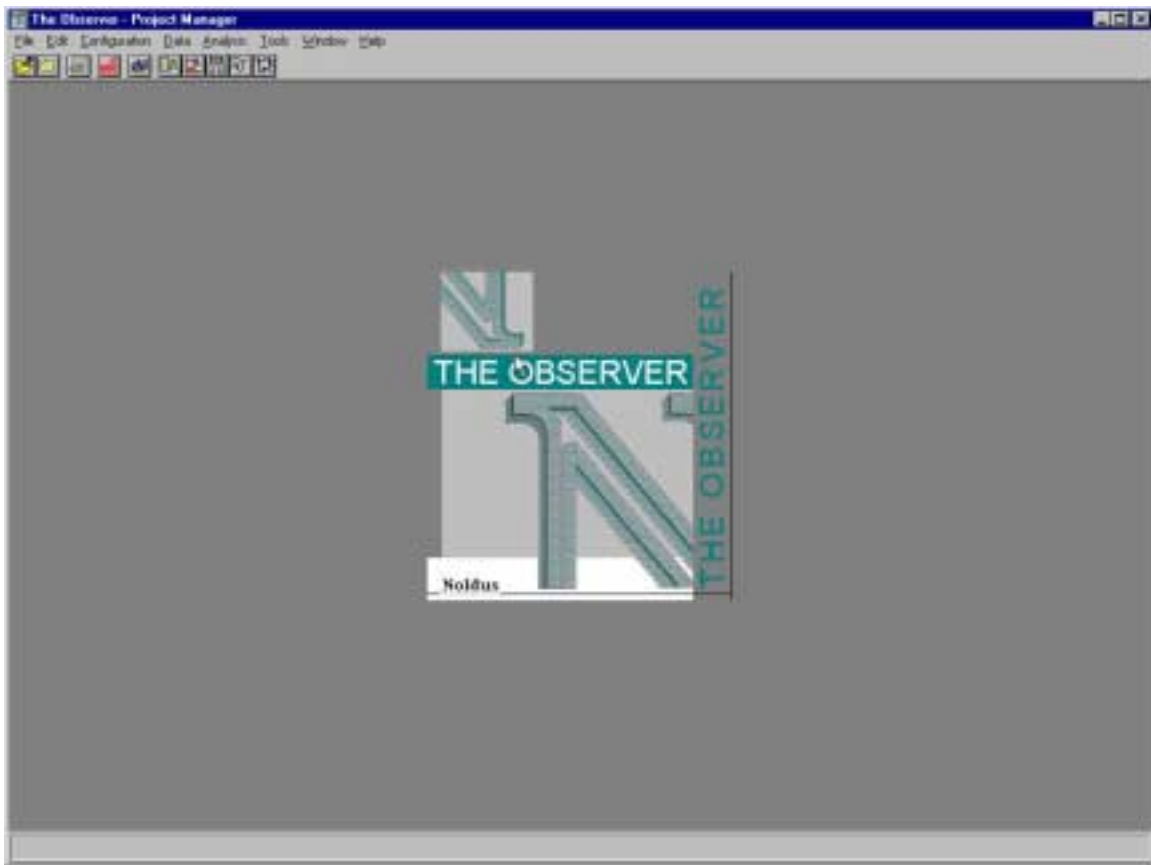 The Observer - Project Manager
File Edit Configuration Data Analysis Tools Window Help
THE OBSERVER
THE OBSERVER
Noldus